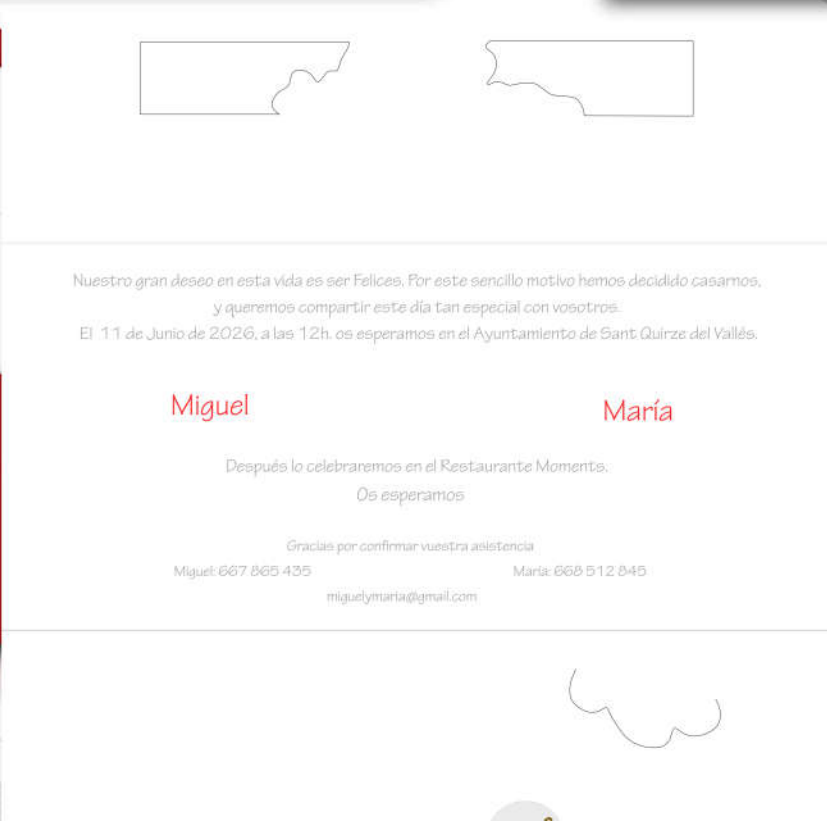 Nuestro gran deseo en esta vida es ser Felices. Por este sencillo motivo hemos decidido casarnos,
y queremos compartir este día tan especial con vosotros.
El 11 de Junio de 2026, a las 12h. os esperamos en el Ayuntamiento de Sant Quirze del Vallés.
Miguel María
Después lo celebraremos en el Restaurante Moments.
Os esperamos
Gracias por confirmar vuestra asistencia
Miguel: 667 865 435 María: 668 512 845
miguelymaria@gmail.com